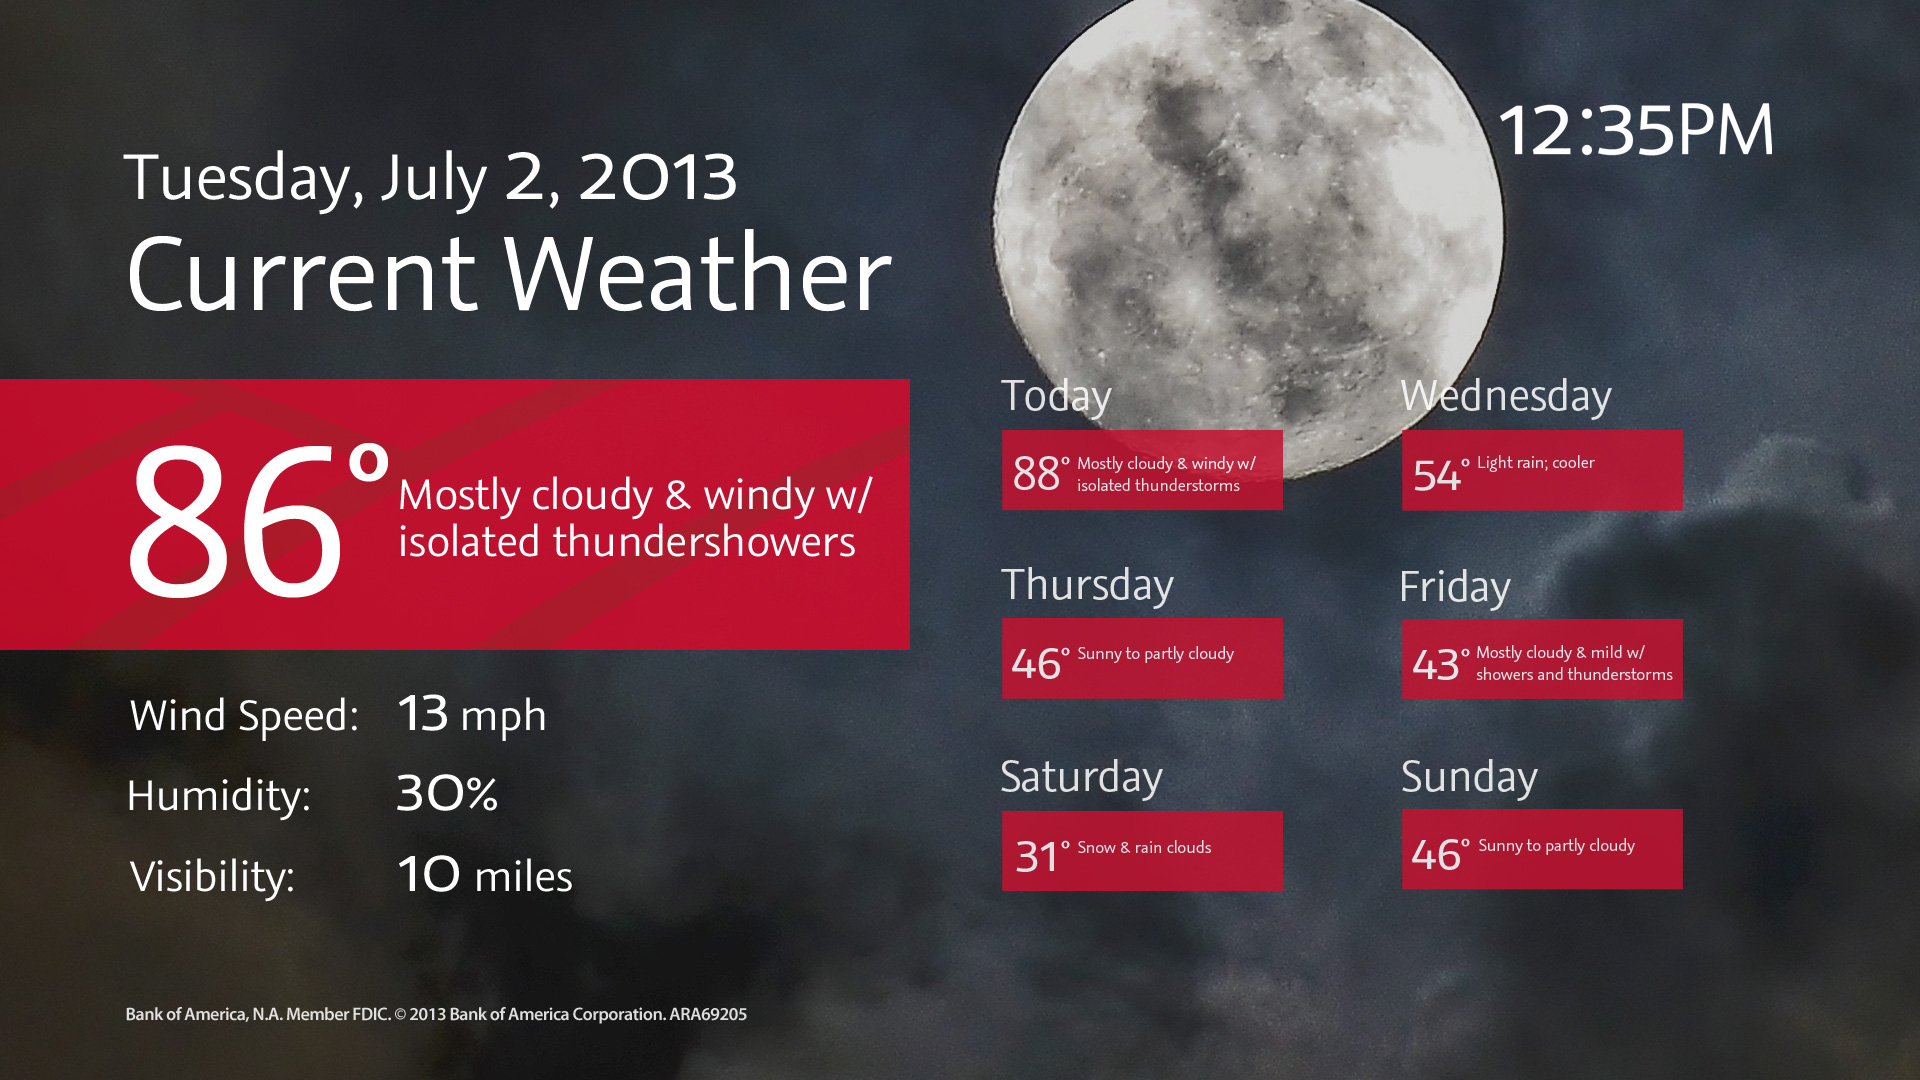 12:35PM
Tuesday, July 2, 2013
Current Weather
86° Mostly cloudy & windy w/
isolated thundershowers
Wind Speed: 13 mph
Humidity: 30%
Visibility: 10 miles
Today
88° Mostly cloudy & windy w/
isolated thunderstorms
Wednesday
54° Light rain; cooler
Thursday
46° Sunny to partly cloudy
Friday
43° Mostly cloudy & mild w/
showers and thunderstorms
Saturday
31° Snow & rain clouds
Sunday
46° Sunny to partly cloudy
Bank of America, N.A. Member FDIC. © 2013 Bank of America Corporation. ARA69205